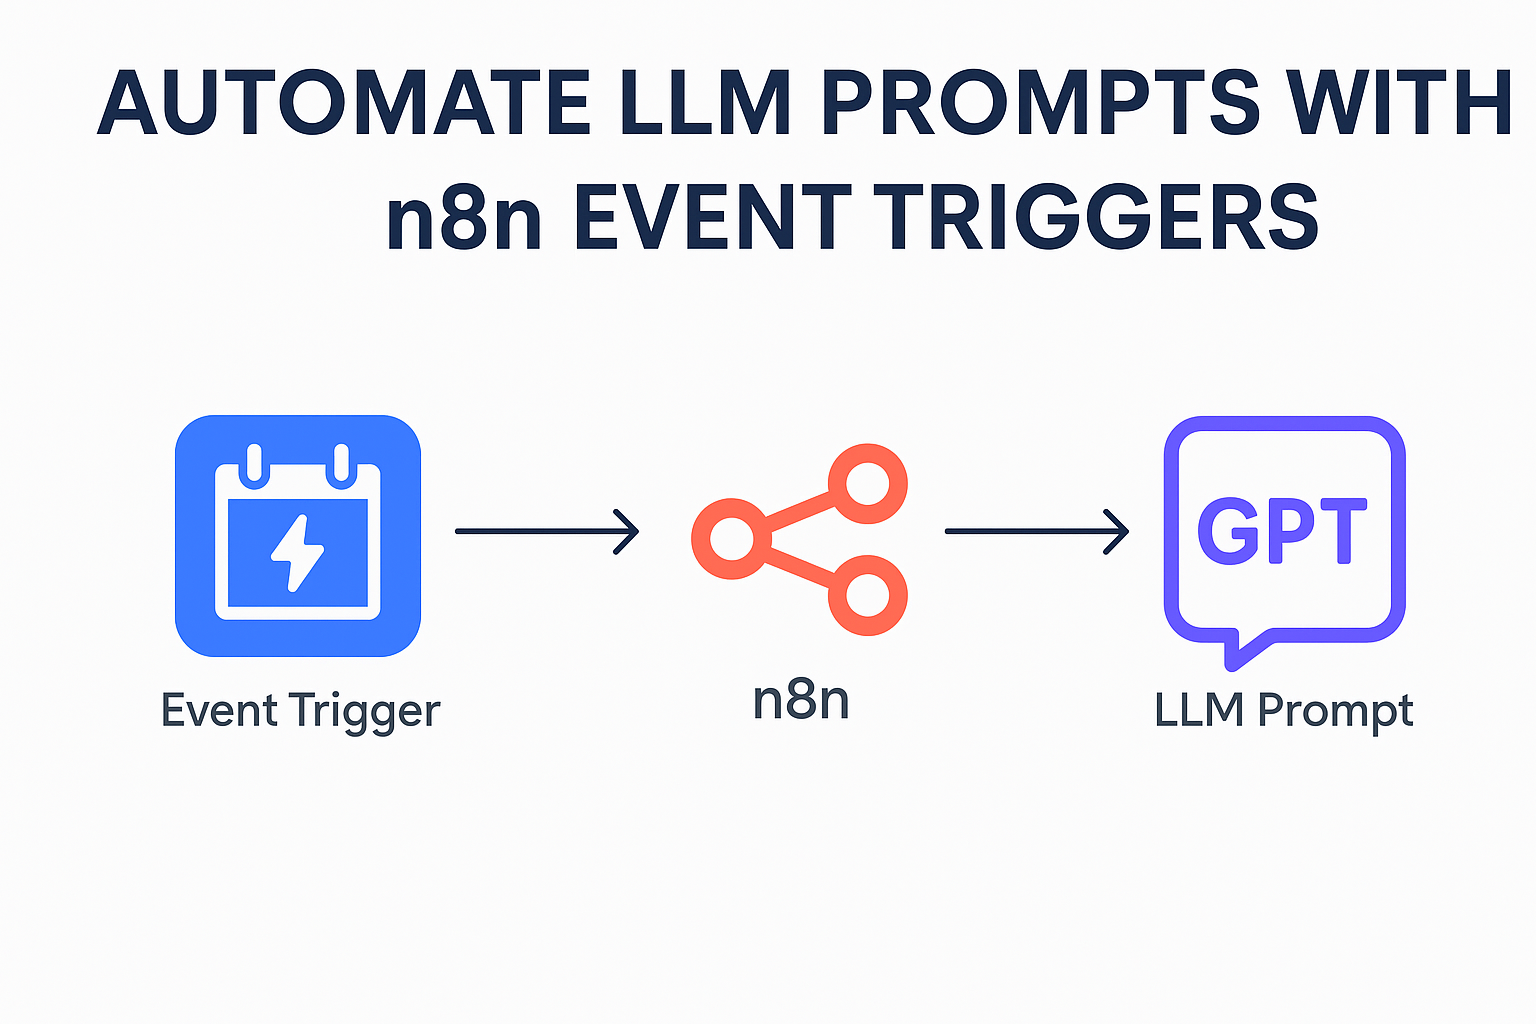 AUTOMATE LLM PROMPTS WITH
n8n EVENT TRIGGERS
GPT
Event Trigger
n8n
LLM Prompt